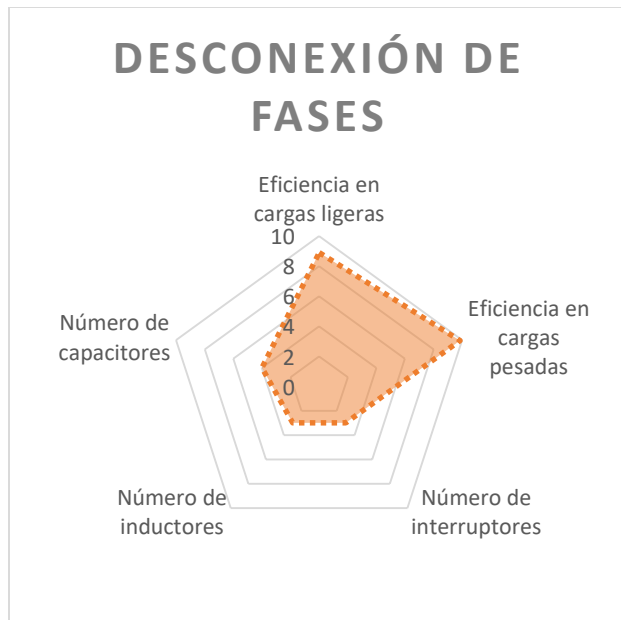 DESCONEXIÓN DE
FASES
Eficiencia en
cargas ligeras
10
8
6
4
2
0
Eficiencia en
cargas
pesadas
Número de
interruptores
Número de
inductores
Número de
capacitores